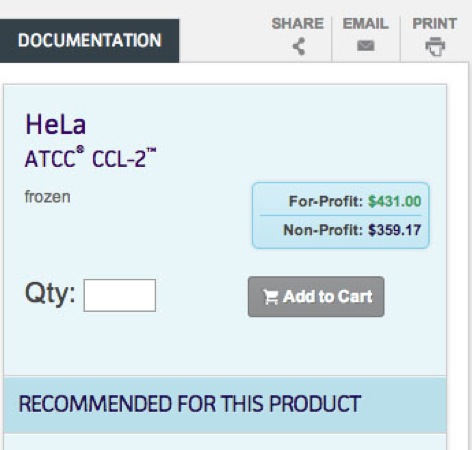 DOCUMENTATION
SHARE EMAIL PRINT
HeLa
ATCC® CCL-2™
frozen
For-Profit: $431.00
Non-Profit: $359.17
Qty:
Add to Cart
RECOMMENDED FOR THIS PRODUCT